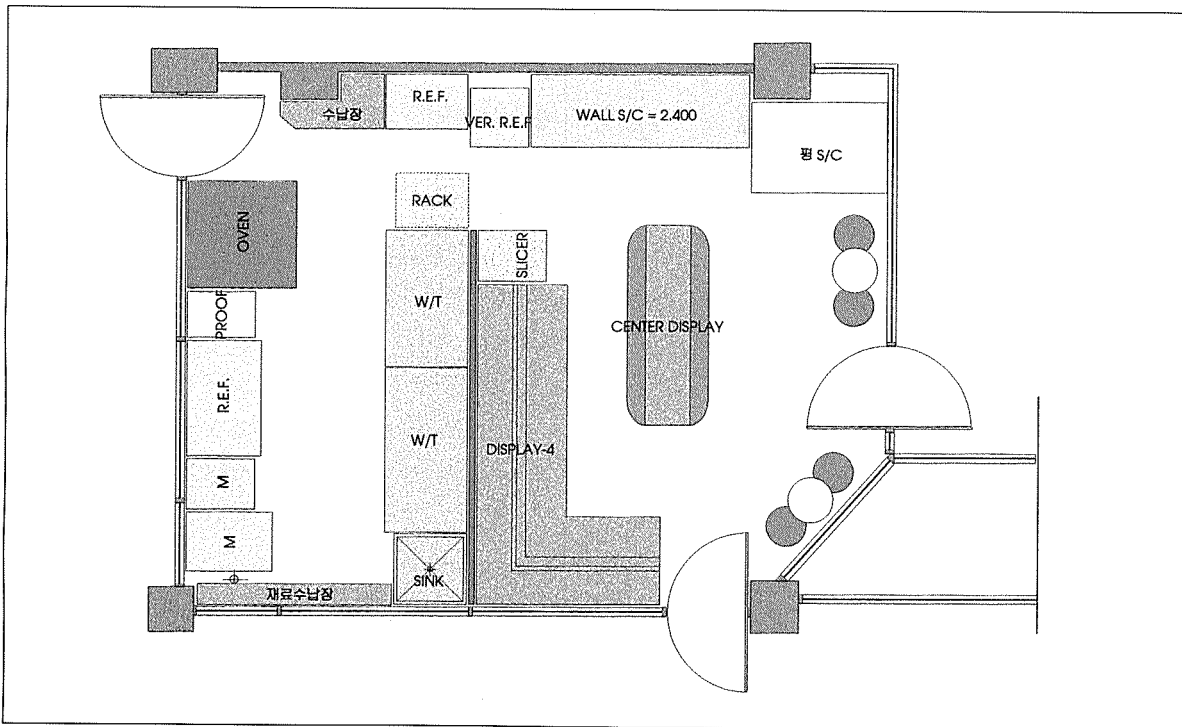 수납장
R.E.F.
VER. R.E.F
WALL S/C = 2.400
평 S/C
RACK
OVEN
SLICER
W/T
PROOF
CENTER DISPLAY
R.E.F.
W/T
DISPLAY-4
M
M
SINK
재료수납장